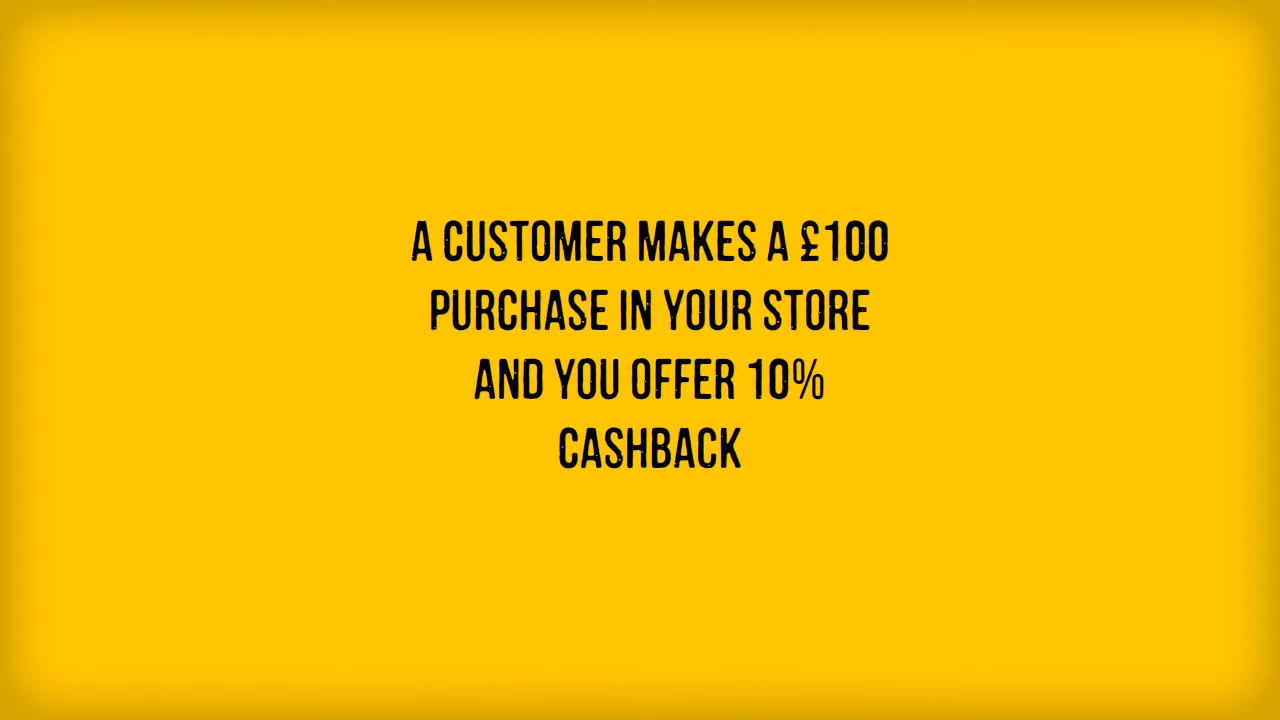 A CUSTOMER MAKES A £100
PURCHASE IN YOUR STORE
AND YOU OFFER 10%
CASHBACK